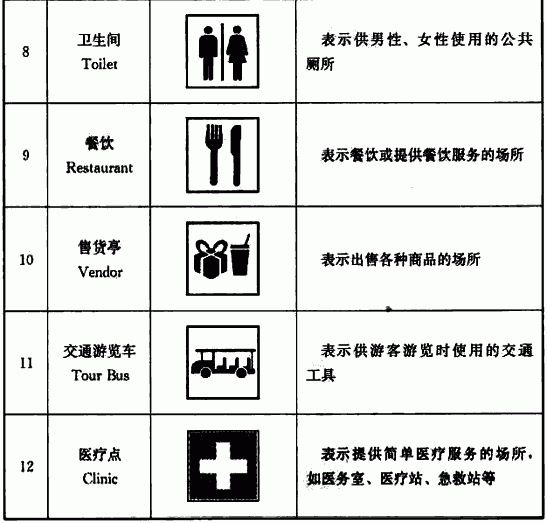 8
卫生间
Toilet
表示供男性、女性使用的公共
厕所
9
餐饮
Restaurant
表示餐饮或提供餐饮服务的场所
10
售货亭
Vendor
表示出售各种商品的场所
11
交通游览车
Tour Bus
表示供游客游览时使用的交通
工具
12
医疗点
Clinic
表示提供简单医疗服务的场所，
如医务室、医疗站、急救站等